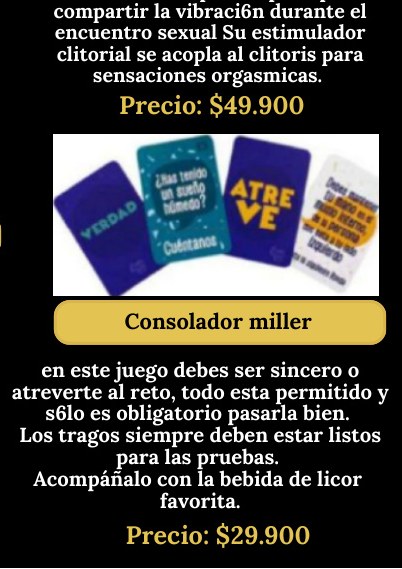 compartir la vibraci6n durante el
encuentro sexual Su estimulador
clitorial se acopla al clitoris para
sensaciones orgasmicas.
Precio: $49.900
VERDAD
¿Has tenido
un sueño
húmedo?
Cuéntanos
ATRE
VE
Consolador miller
en este juego debes ser sincero o
atreverte al reto, todo esta permitido y
s6lo es obligatorio pasarla bien.
Los tragos siempre deben estar listos
para las pruebas.
Acompáñalo con la bebida de licor
favorita.
Precio: $29.900